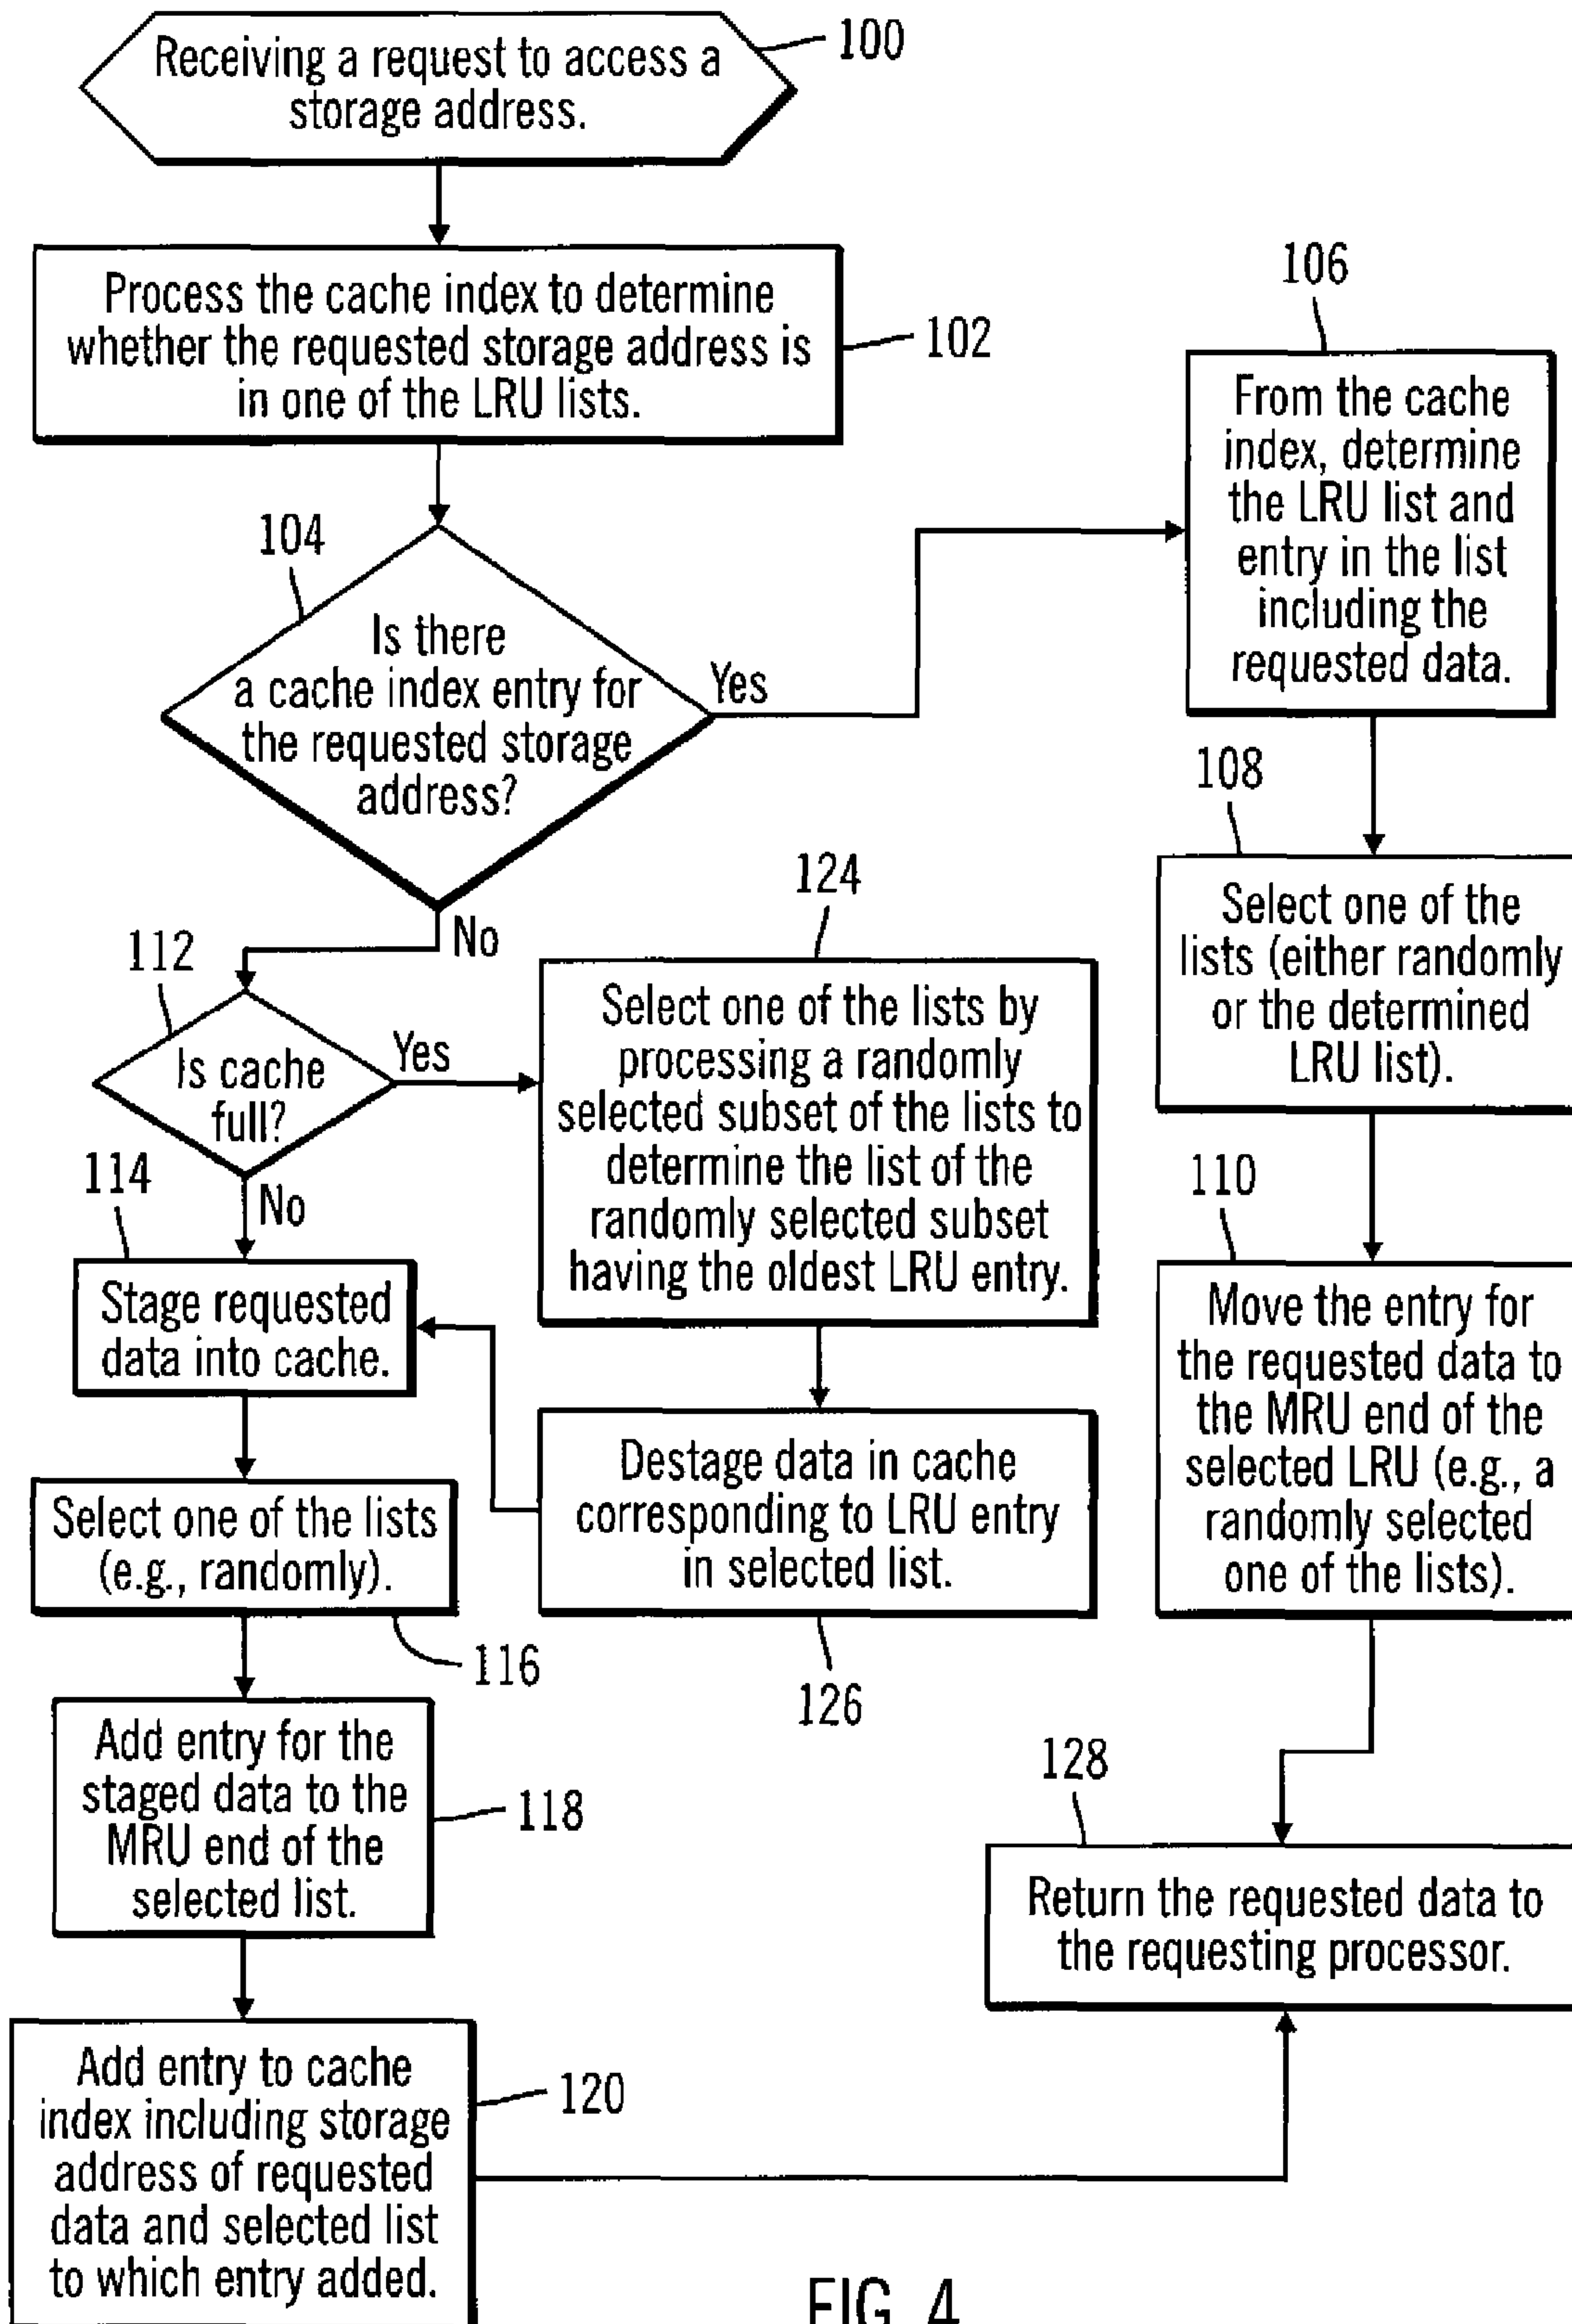 Receiving a request to access a
storage address.
100
Process the cache index to determine
whether the requested storage address is
in one of the LRU lists.
102
104
Is there
a cache index entry for
the requested storage
address?
Yes
No
106
From the cache
index, determine
the LRU list and
entry in the list
including the
requested data.
108
Select one of the
lists (either randomly
or the determined
LRU list).
110
Move the entry for
the requested data to
the MRU end of the
selected LRU (e.g., a
randomly selected
one of the lists).
112
Is cache
full?
Yes
No
124
Select one of the lists by
processing a randomly
selected subset of the lists to
determine the list of the
randomly selected subset
having the oldest LRU entry.
114
Stage requested
data into cache.
Destage data in cache
corresponding to LRU entry
in selected list.
126
Select one of the lists
(e.g., randomly).
116
Add entry for the
staged data to the
MRU end of the
selected list.
118
128
Return the requested data to
the requesting processor.
Add entry to cache
index including storage
address of requested
data and selected list
to which entry added.
120
FIG. 4